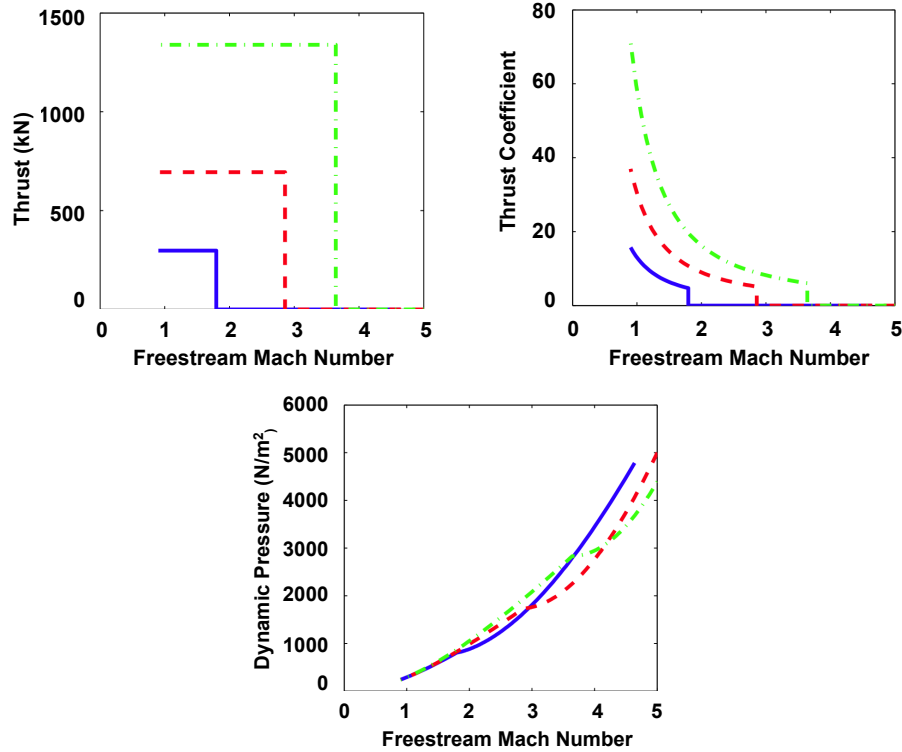 1500
1000
500
0
Thrust (kN)
0 1 2 3 4 5
Freestream Mach Number
80
60
40
20
0
Thrust Coefficient
0 1 2 3 4 5
Freestream Mach Number
6000
5000
4000
3000
2000
1000
0
Dynamic Pressure (N/m²)
0 1 2 3 4 5
Freestream Mach Number